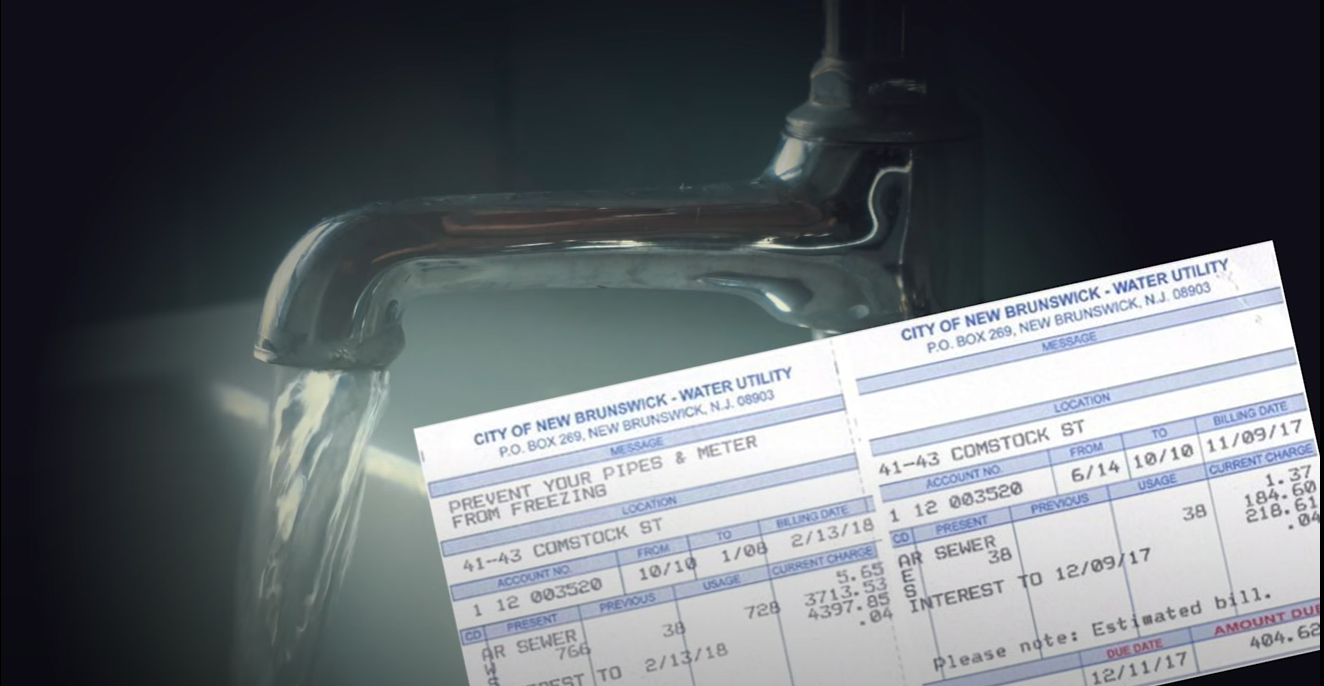 CITY OF NEW BRUNSWICK - WATER UTILITY
P.O. BOX 269, NEW BRUNSWICK, N.J. 08903
MESSAGE
PREVENT YOUR PIPES & METER
FROM FREEZING
LOCATION
41-43 COMSTOCK ST
ACCOUNT NO. FROM TO BILLING DATE
1 12 003520 10/10 1/08 2/13/18
CD PRESENT PREVIOUS USAGE CURRENT CHARGE
AR SEWER 5.65
W 766 38 728 3713.53
S 4397.85
.04
TO 2/13/18
CITY OF NEW BRUNSWICK - WATER UTILITY
P.O. BOX 269, NEW BRUNSWICK, N.J. 08903
MESSAGE
LOCATION
41-43 COMSTOCK ST
ACCOUNT NO. FROM TO BILLING DATE
1 12 003520 6/14 10/10 11/09/17
CD PRESENT PREVIOUS USAGE CURRENT CHARGE
AR SEWER 1.37
E 38 38 184.60
S 218.61
INTEREST TO 12/09/17 .04
Please note: Estimated bill.
DUE DATE AMOUNT DUE
12/11/17 404.62